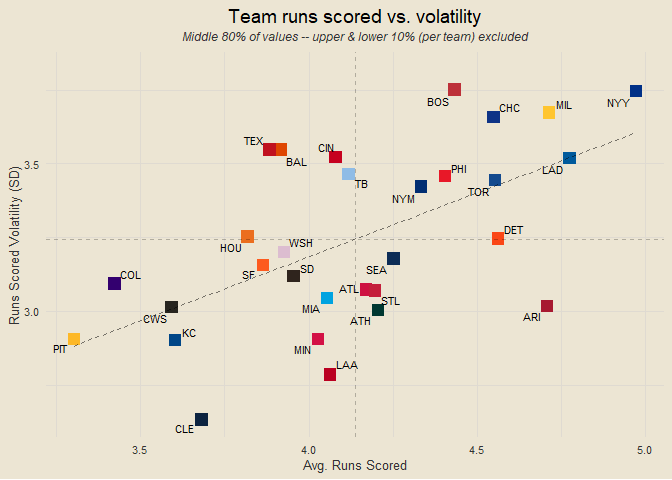 Team runs scored vs. volatility
Middle 80% of values -- upper & lower 10% (per team) excluded
BOS
NYY
CHC
MIL
TEX
BAL
CIN
TB
PHI
NYM
TOR
LAD
DET
HOU
WSH
SF
SD
SEA
COL
CWS
MIA
ATL
STL
ATH
ARI
PIT
KC
MIN
LAA
CLE
3.5
3.0
Runs Scored Volatility (SD)
3.5
4.0
4.5
5.0
Avg. Runs Scored